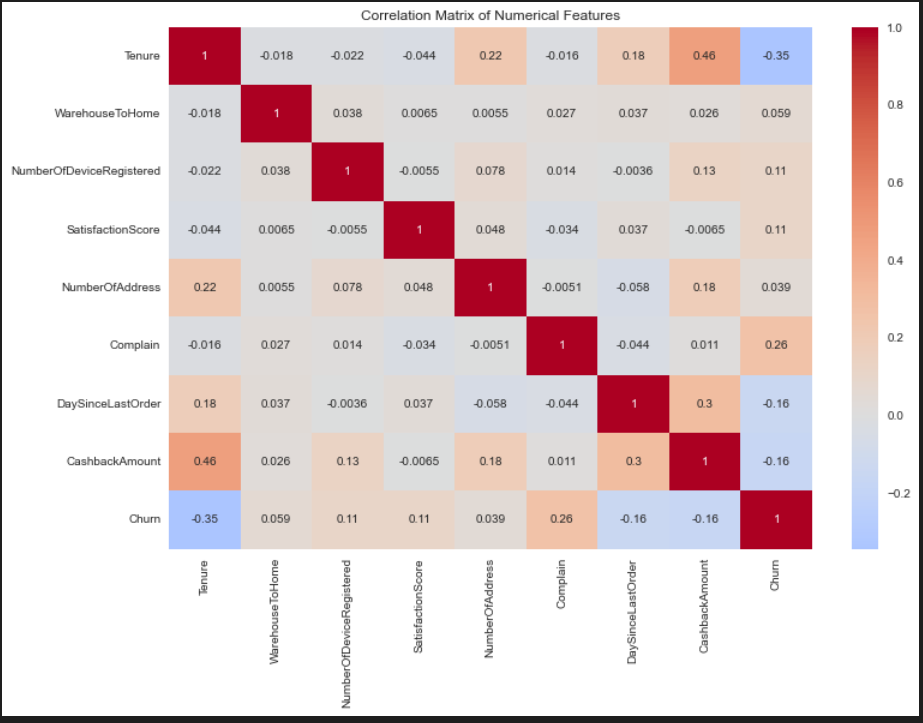 Correlation Matrix of Numerical Features
Tenure 1 -0.018 -0.022 -0.044 0.22 -0.016 0.18 0.46 -0.35
WarehouseToHome -0.018 1 0.038 0.0065 0.0055 0.027 0.037 0.026 0.059
NumberOfDeviceRegistered -0.022 0.038 1 -0.0055 0.078 0.014 -0.0036 0.13 0.11
SatisfactionScore -0.044 0.0065 -0.0055 1 0.048 -0.034 0.037 -0.0065 0.11
NumberOfAddress 0.22 0.0055 0.078 0.048 1 -0.0051 -0.058 0.18 0.039
Complain -0.016 0.027 0.014 -0.034 -0.0051 1 -0.044 0.011 0.26
DaySinceLastOrder 0.18 0.037 -0.0036 0.037 -0.058 -0.044 1 0.3 -0.16
CashbackAmount 0.46 0.026 0.13 -0.0065 0.18 0.011 0.3 1 -0.16
Churn -0.35 0.059 0.11 0.11 0.039 0.26 -0.16 -0.16 1
Tenure
WarehouseToHome
NumberOfDeviceRegistered
SatisfactionScore
NumberOfAddress
Complain
DaySinceLastOrder
CashbackAmount
Churn
1.0
0.8
0.6
0.4
0.2
0.0
−0.2